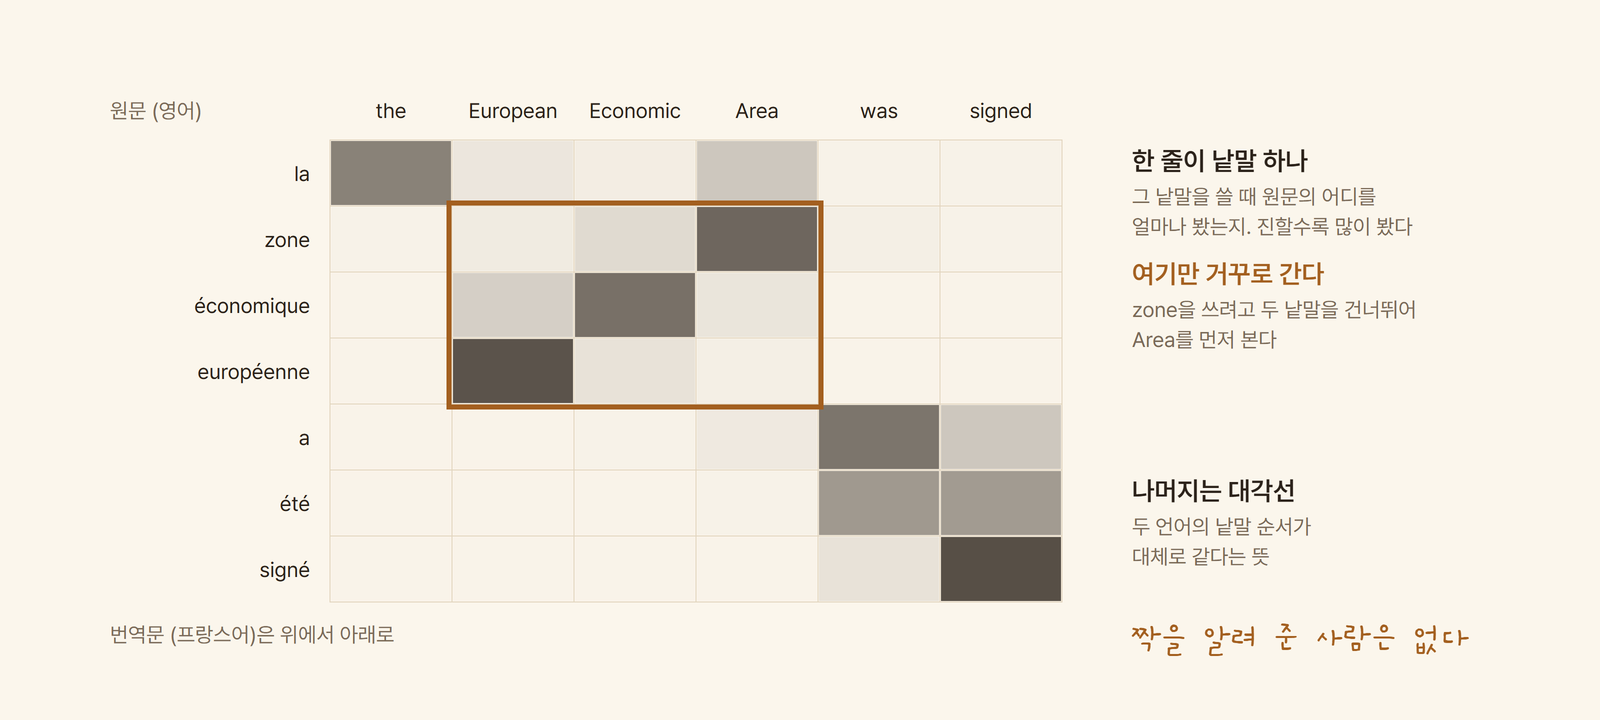 원문 (영어)
the European Economic Area was signed
la
zone
économique
européenne
a
été
signé
번역문 (프랑스어)은 위에서 아래로
한 줄이 낱말 하나
그 낱말을 쓸 때 원문의 어디를
얼마나 봤는지. 진할수록 많이 봤다
여기만 거꾸로 간다
zone을 쓰려고 두 낱말을 건너뛰어
Area를 먼저 본다
나머지는 대각선
두 언어의 낱말 순서가
대체로 같다는 뜻
짝을 알려 준 사람은 없다